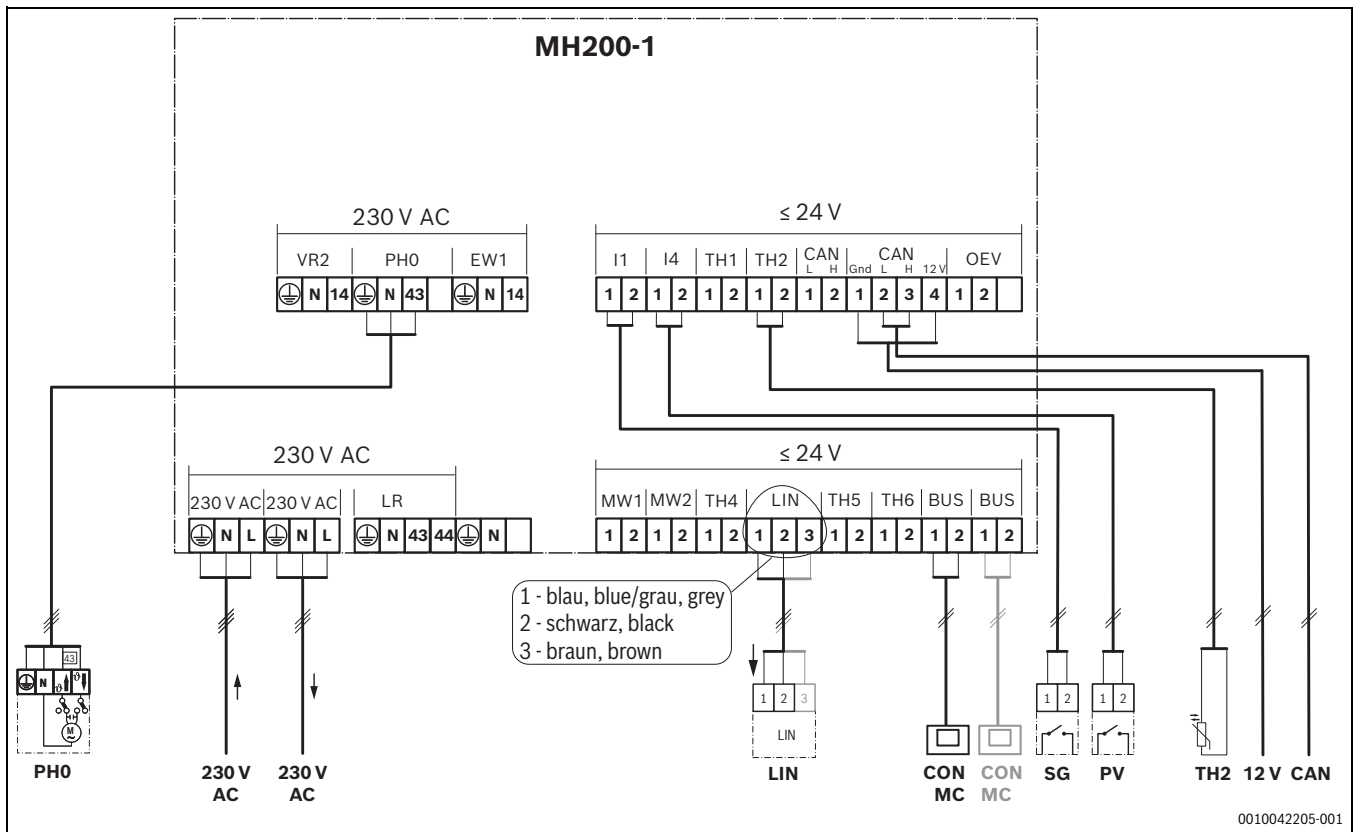 MH200-1
230 V AC
≤ 24 V
VR2 PH0 EW1
I1 I4 TH1 TH2 CAN CAN OEV
L H Gnd L H 12 V
N 14 N 43 N 14
1 2 1 2 1 2 1 2 1 2 1 2 3 4 1 2
230 V AC
≤ 24 V
230 V AC 230 V AC LR
MW1 MW2 TH4 LIN TH5 TH6 BUS BUS
N L N L N 43 44 N
1 2 1 2 1 2 1 2 3 1 2 1 2 1 2 1 2
1 - blau, blue/grau, grey
2 - schwarz, black
3 - braun, brown
43
N
M
1 2 3
LIN
1 2
1 2
PH0
230 V
AC
230 V
AC
LIN
CON
MC
CON
MC
SG
PV
TH2
12 V
CAN
0010042205-001